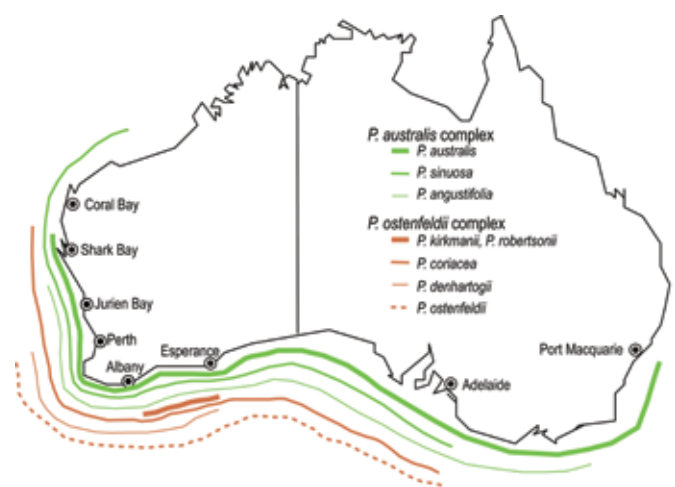 P. australis complex
P. australis
P. sinuosa
P. angustifolia
P. ostenfeldii complex
P. kirkmanii, P. robertsonii
P. coriacea
P. denhartogii
P. ostenfeldii
Coral Bay
Shark Bay
Jurien Bay
Perth
Albany
Esperance
Adelaide
Port Macquarie